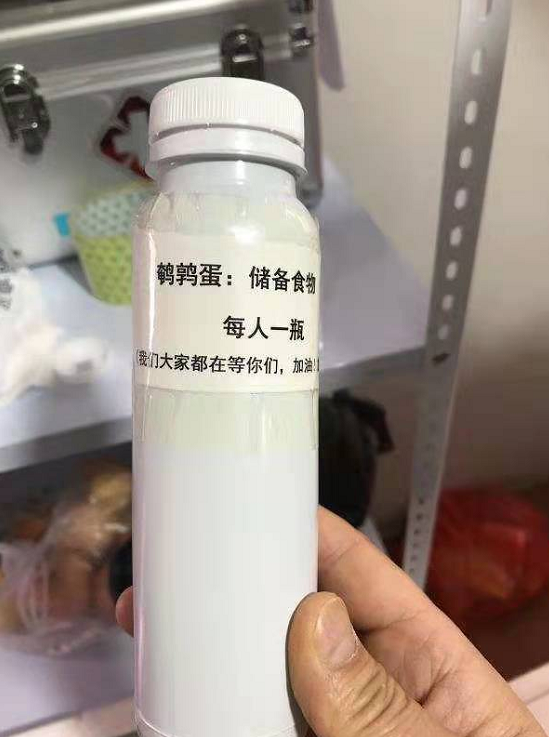 鹌鹑蛋：储备食物
每人一瓶
（我们大家都在等你们，加油！